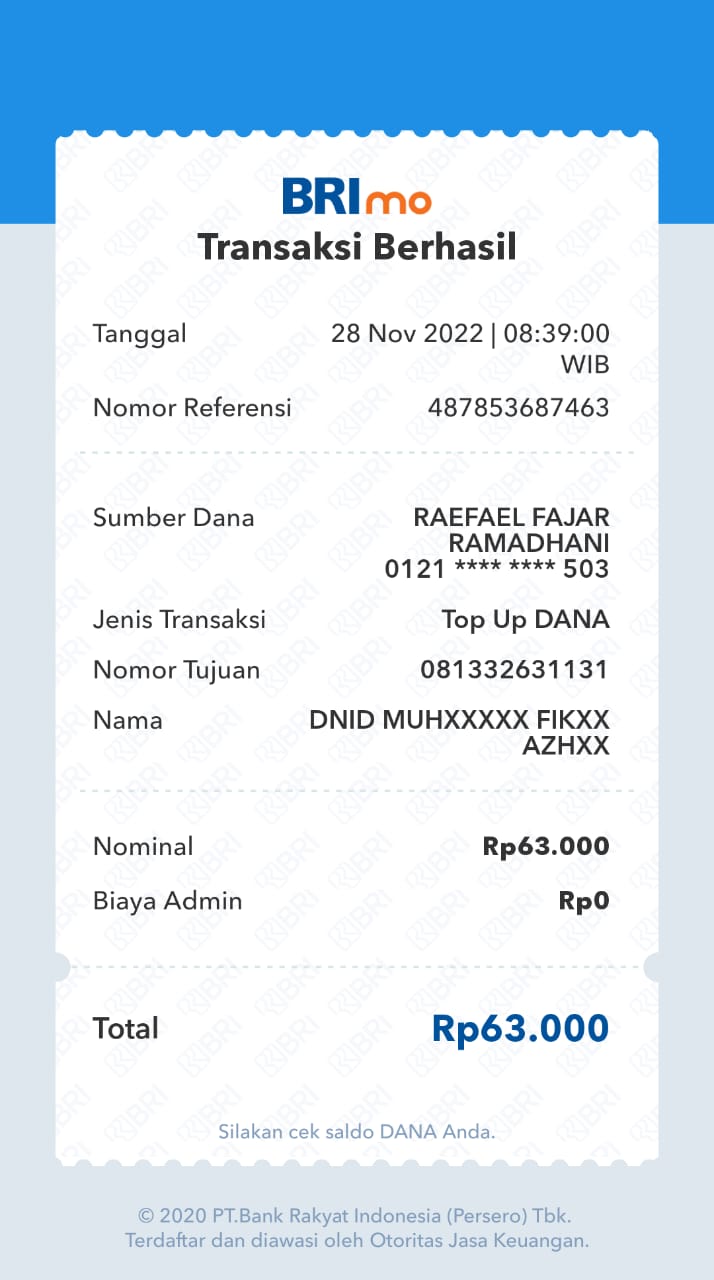 BRImo
Transaksi Berhasil
Tanggal 28 Nov 2022 | 08:39:00
WIB
Nomor Referensi 487853687463
Sumber Dana RAEFAEL FAJAR
RAMADHANI
0121 **** **** 503
Jenis Transaksi Top Up DANA
Nomor Tujuan 081332631131
Nama DNID MUHXXXXX FIKXX
AZHXX
Nominal Rp63.000
Biaya Admin Rp0
Total Rp63.000
Silakan cek saldo DANA Anda.
© 2020 PT.Bank Rakyat Indonesia (Persero) Tbk.
Terdaftar dan diawasi oleh Otoritas Jasa Keuangan.